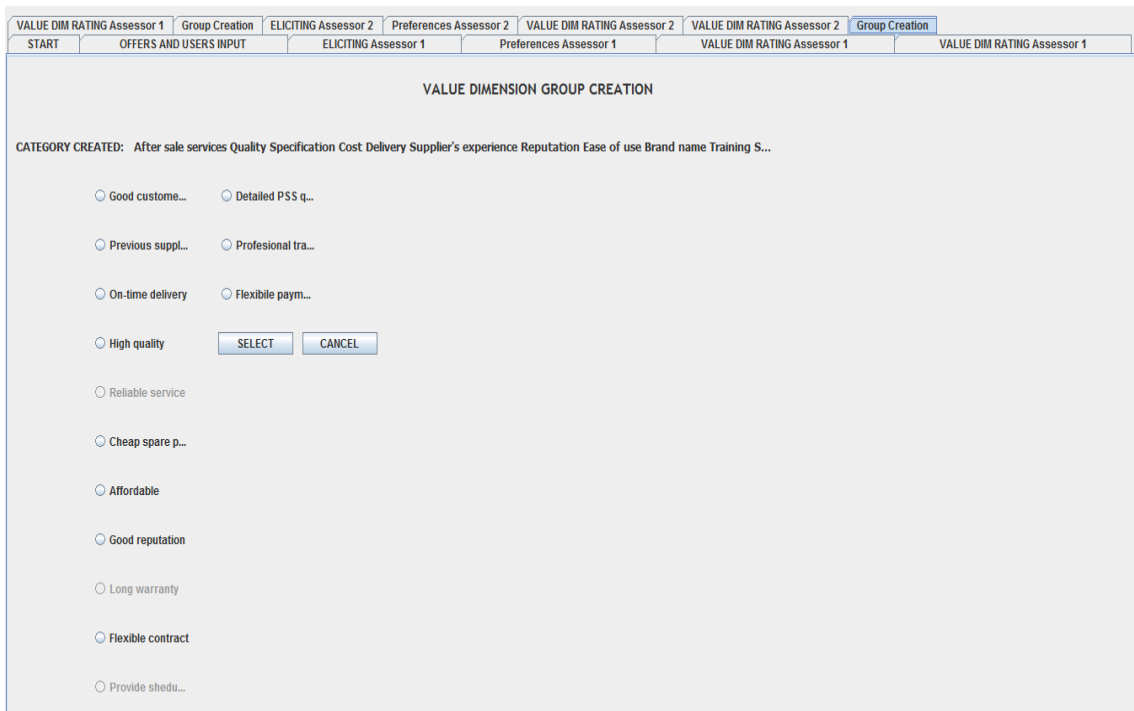 VALUE DIM RATING Assessor 1 Group Creation ELICITING Assessor 2 Preferences Assessor 2 VALUE DIM RATING Assessor 2 VALUE DIM RATING Assessor 2 Group Creation
START OFFERS AND USERS INPUT ELICITING Assessor 1 Preferences Assessor 1 VALUE DIM RATING Assessor 1 VALUE DIM RATING Assessor 1
VALUE DIMENSION GROUP CREATION
CATEGORY CREATED: After sale services Quality Specification Cost Delivery Supplier's experience Reputation Ease of use Brand name Training S...
Good custome... Detailed PSS q...
Previous suppl... Profesional tra...
On-time delivery Flexibile paym...
High quality SELECT CANCEL
Reliable service
Cheap spare p...
Affordable
Good reputation
Long warranty
Flexible contract
Provide shedu...